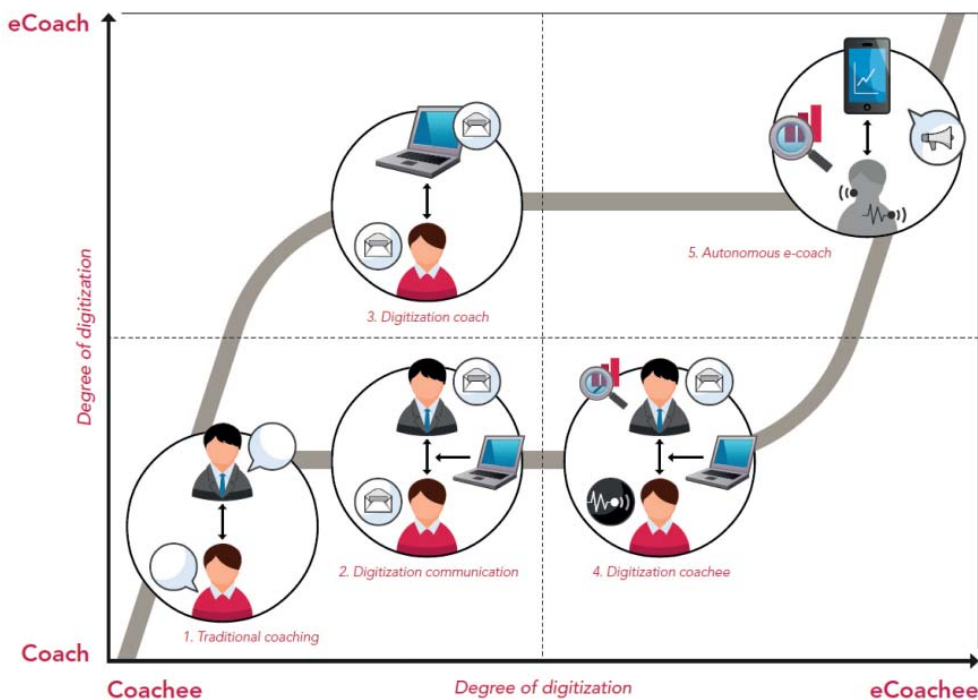 eCoach
Degree of digitization
5. Autonomous e-coach
3. Digitization coach
2. Digitization communication
4. Digitization coachee
1. Traditional coaching
Coach
Coachee
Degree of digitization
eCoachee